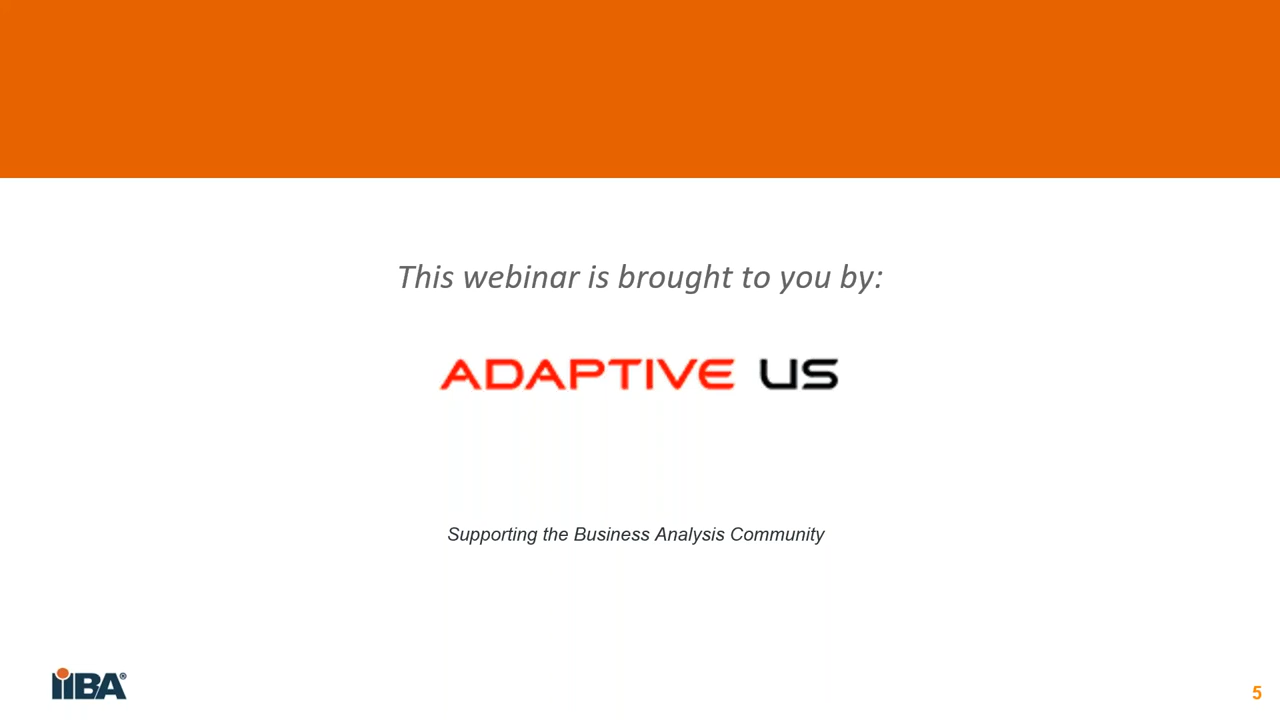 This webinar is brought to you by:
ADAPTIVE US
Supporting the Business Analysis Community
iiBA®
5